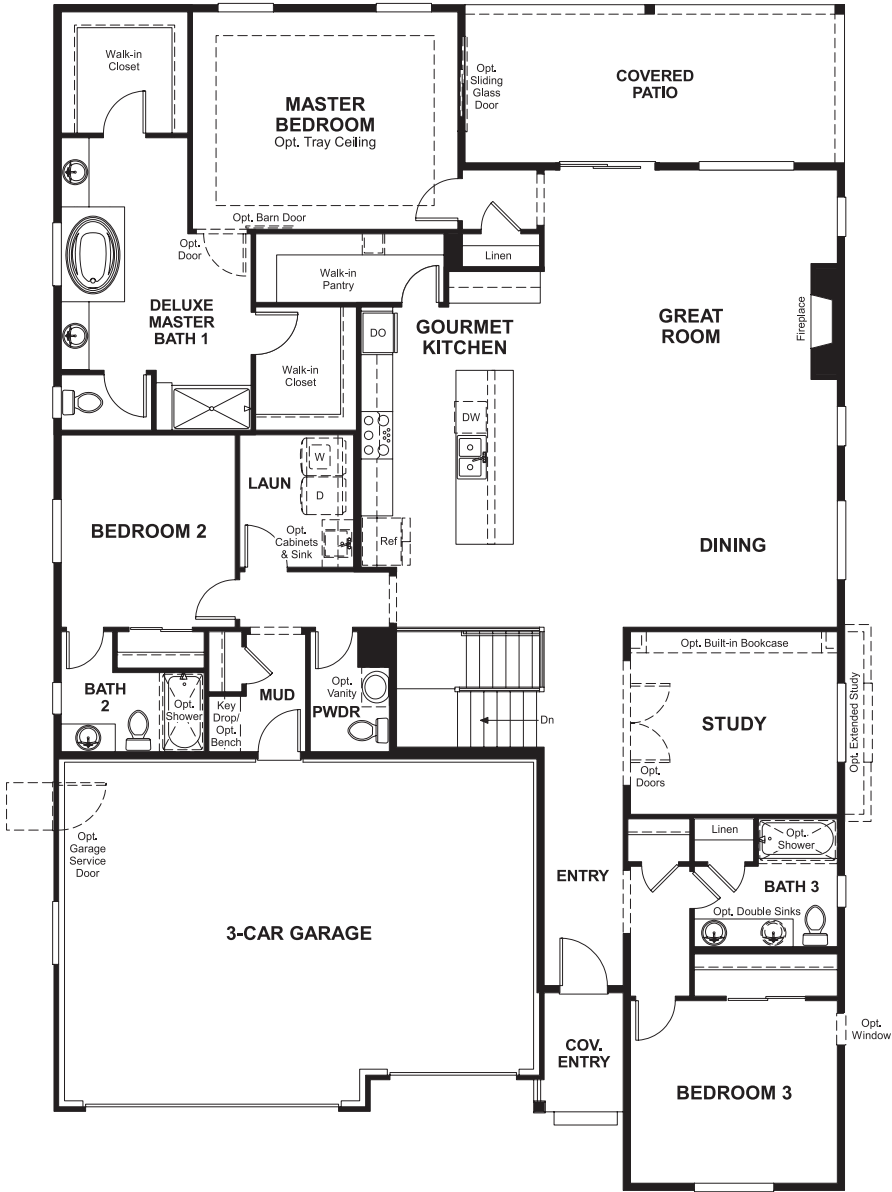 Walk-in
Closet
MASTER
BEDROOM
Opt. Tray Ceiling
Opt.
Sliding
Glass
Door
COVERED
PATIO
Opt. Barn Door
Opt.
Door
Linen
Walk-in
Pantry
DELUXE
MASTER
BATH 1
DO
GOURMET
KITCHEN
GREAT
ROOM
Fireplace
Walk-in
Closet
DW
W
LAUN
D
BEDROOM 2
Opt.
Cabinets
& Sink
Ref
DINING
Opt. Built-in Bookcase
BATH
2
Opt.
Shower
Key
Drop/
Opt.
Bench
MUD
Opt.
Vanity
PWDR
Dn
STUDY
Opt.
Doors
Opt. Extended Study
Opt.
Garage
Service
Door
Linen
Opt.
Shower
ENTRY
BATH 3
Opt. Double Sinks
3-CAR GARAGE
COV.
ENTRY
Opt.
Window
BEDROOM 3